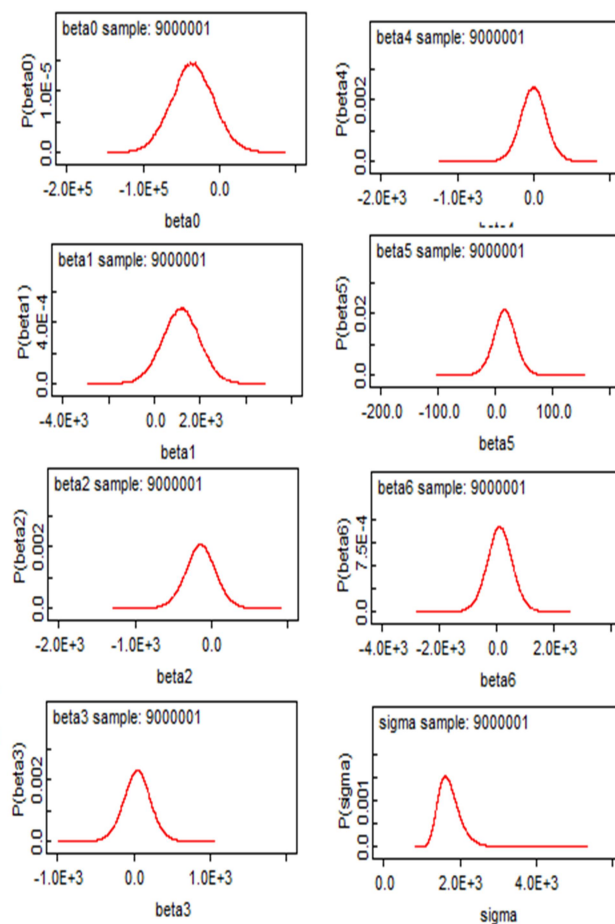 beta0 sample: 9000001
P(beta0)
0.0 1.0E-5
-2.0E+5 -1.0E+5 0.0
beta0
beta1 sample: 9000001
P(beta1)
0.0 4.0E-4
-4.0E+3 0.0 2.0E+3
beta1
beta2 sample: 9000001
P(beta2)
0.0 0.002
-2.0E+3 -1.0E+3 0.0
beta2
beta3 sample: 9000001
P(beta3)
0.0 0.002
-1.0E+3 0.0 1.0E+3
beta3
beta4 sample: 9000001
P(beta4)
0.0 0.002
-2.0E+3 -1.0E+3 0.0
beta5 sample: 9000001
P(beta5)
0.0 0.02
-200.0 -100.0 0.0 100.0
beta5
beta6 sample: 9000001
P(beta6)
0.0 7.5E-4
-4.0E+3 -2.0E+3 0.0 2.0E+3
beta6
sigma sample: 9000001
P(sigma)
0.0 0.001
0.0 2.0E+3 4.0E+3
sigma